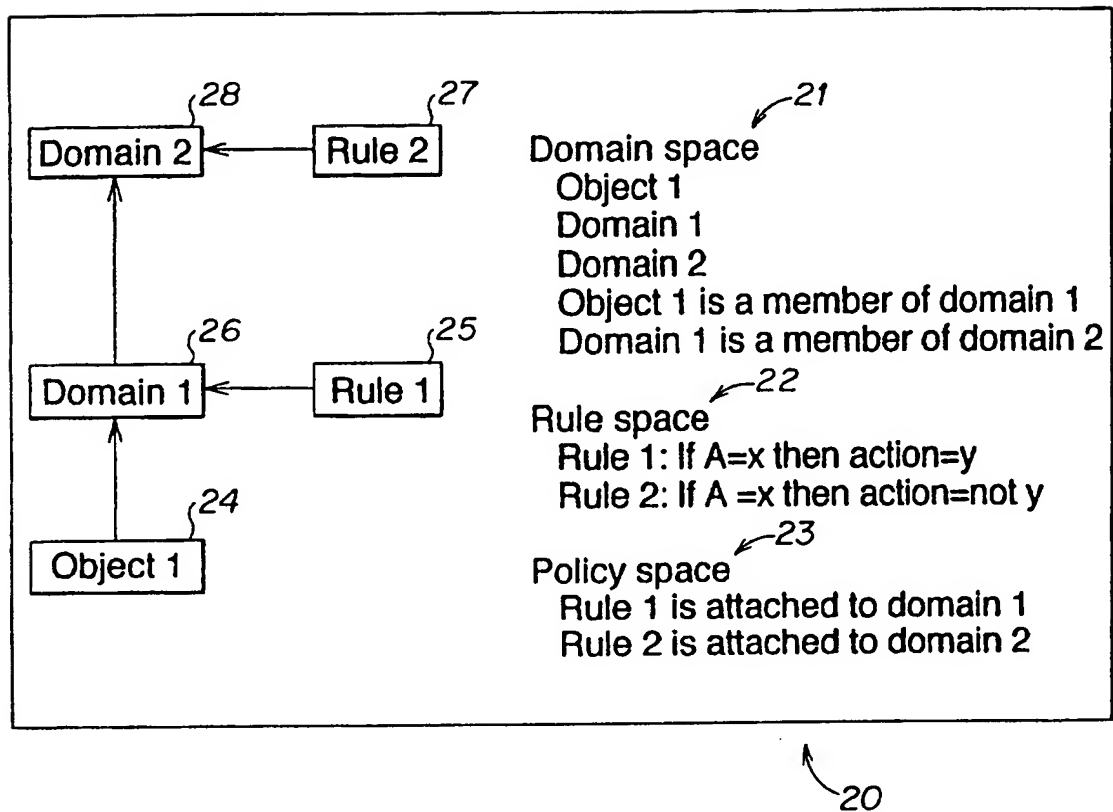 28
27
Domain 2
Rule 2
26
25
Domain 1
Rule 1
24
Object 1
21
Domain space
Object 1
Domain 1
Domain 2
Object 1 is a member of domain 1
Domain 1 is a member of domain 2
22
Rule space
Rule 1: If A=x then action=y
Rule 2: If A =x then action=not y
23
Policy space
Rule 1 is attached to domain 1
Rule 2 is attached to domain 2
20